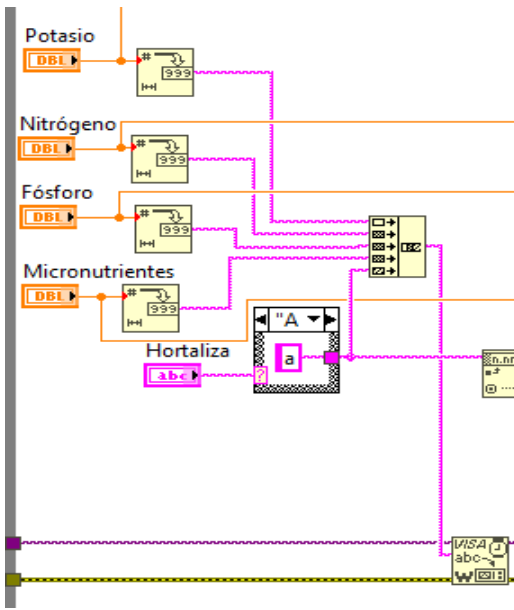 Potasio
DBL
#
999
Nitrógeno
DBL
#
999
Fósforo
DBL
#
999
Micronutrientes
DBL
#
999
"A
Hortaliza
abc
a
?
VISA
abc
W